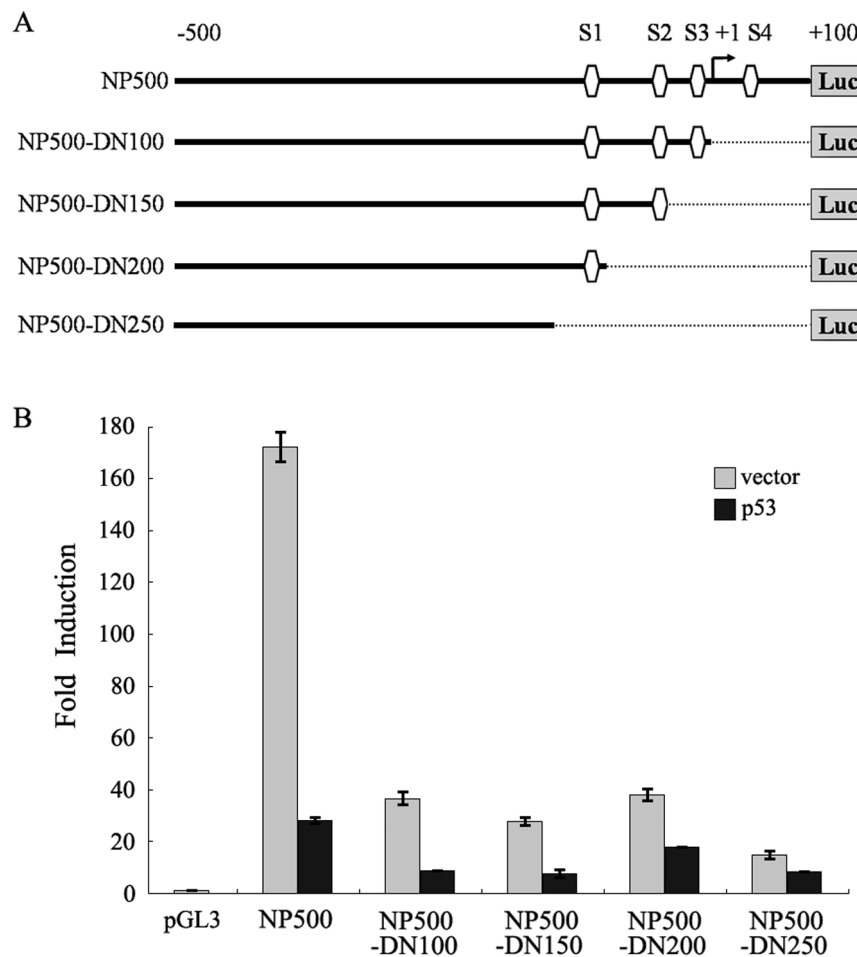 A
-500 S1 S2 S3 +1 S4 +100
NP500 Luc
NP500-DN100 Luc
NP500-DN150 Luc
NP500-DN200 Luc
NP500-DN250 Luc
B
Fold Induction
180
160
140
120
100
80
60
40
20
0
vector
p53
pGL3
NP500
NP500
-DN100
NP500
-DN150
NP500
-DN200
NP500
-DN250